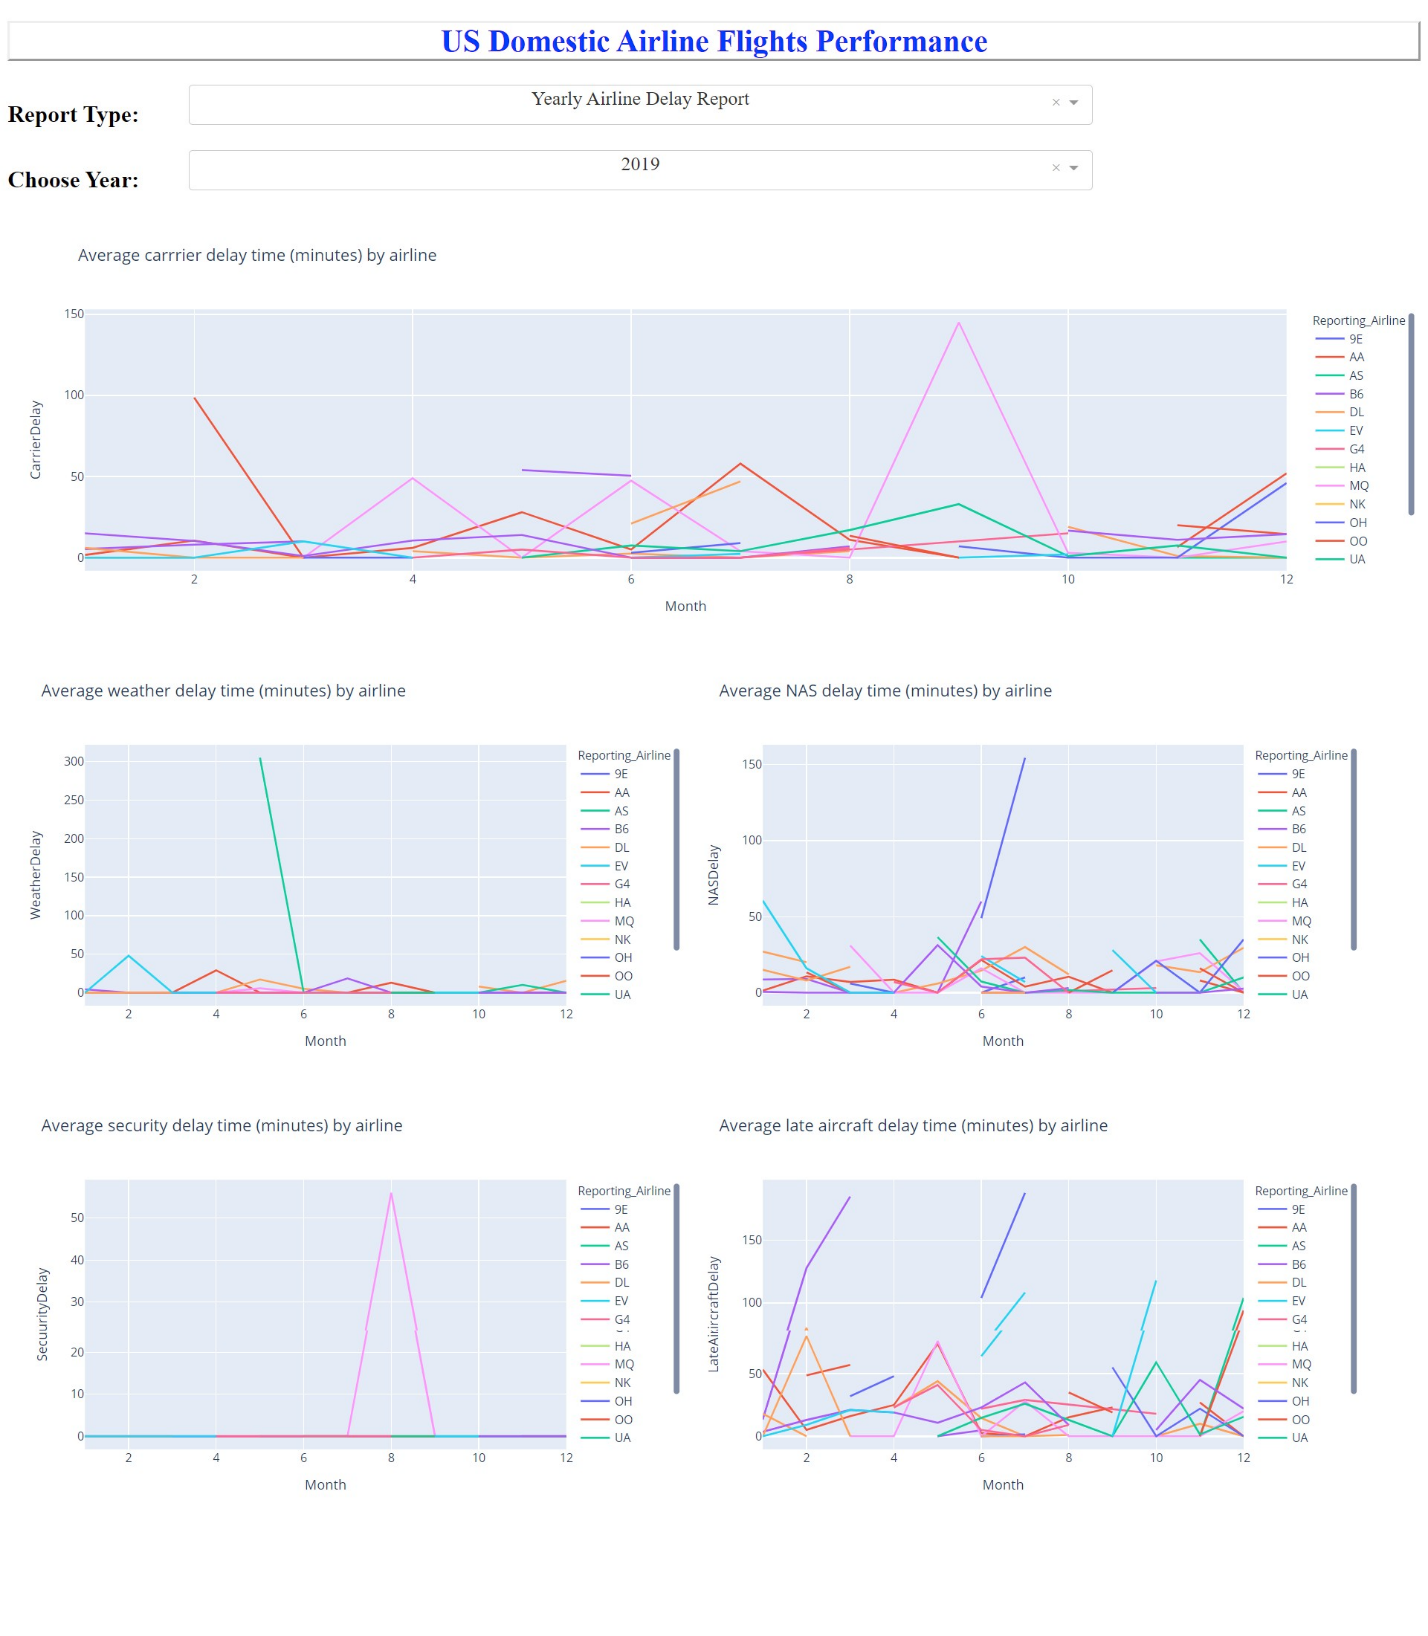 US Domestic Airline Flights Performance
Report Type:
Yearly Airline Delay Report
× 
Choose Year:
2019
×
Average carrrier delay time (minutes) by airline
CarrierDelay
150
100
50
0
2 4 6 8 10 12
Month
Reporting_Airline
9E
AA
AS
B6
DL
EV
G4
HA
MQ
NK
OH
OO
UA
Average weather delay time (minutes) by airline
WeatherDelay
300
250
200
150
100
50
0
2 4 6 8 10 12
Month
Reporting_Airline
9E
AA
AS
B6
DL
EV
G4
HA
MQ
NK
OH
OO
UA
Average NAS delay time (minutes) by airline
NASDelay
150
100
50
0
2 4 6 8 10 12
Month
Reporting_Airline
9E
AA
AS
B6
DL
EV
G4
HA
MQ
NK
OH
OO
UA
Average security delay time (minutes) by airline
SecuurityDelay
50
40
30
20
10
0
2 4 6 8 10 12
Month
Reporting_Airline
9E
AA
AS
B6
DL
EV
G4
HA
MQ
NK
OH
OO
UA
Average late aircraft delay time (minutes) by airline
150
100
50
0
2 4 6 8 10 12
Month
Reporting_Airline
9E
AA
AS
B6
DL
EV
G4
HA
MQ
NK
OH
OO
UA